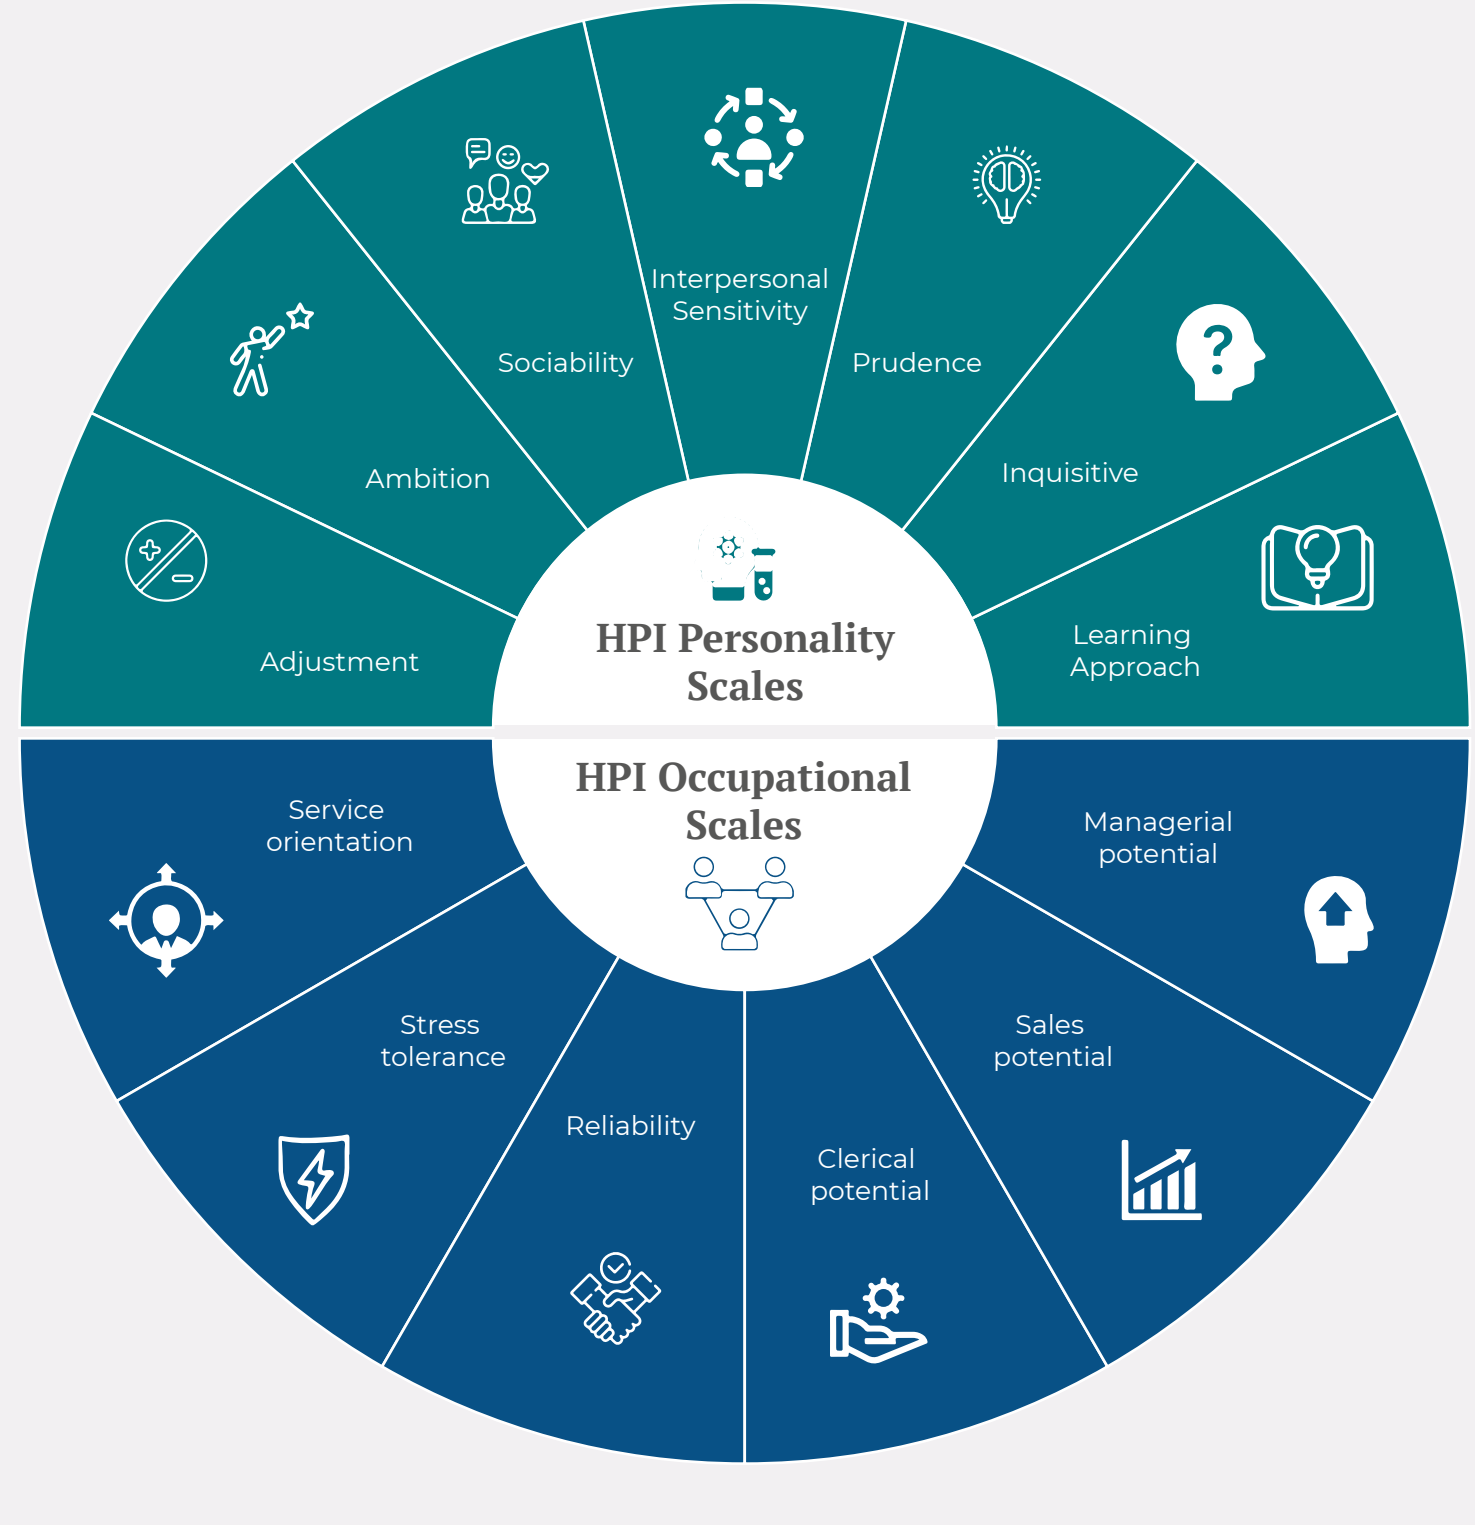 Interpersonal
Sensitivity
Sociability
Prudence
Ambition
Inquisitive
Adjustment
Learning
Approach
HPI Personality
Scales
HPI Occupational
Scales
Service
orientation
Managerial
potential
Stress
tolerance
Sales
potential
Reliability
Clerical
potential
?